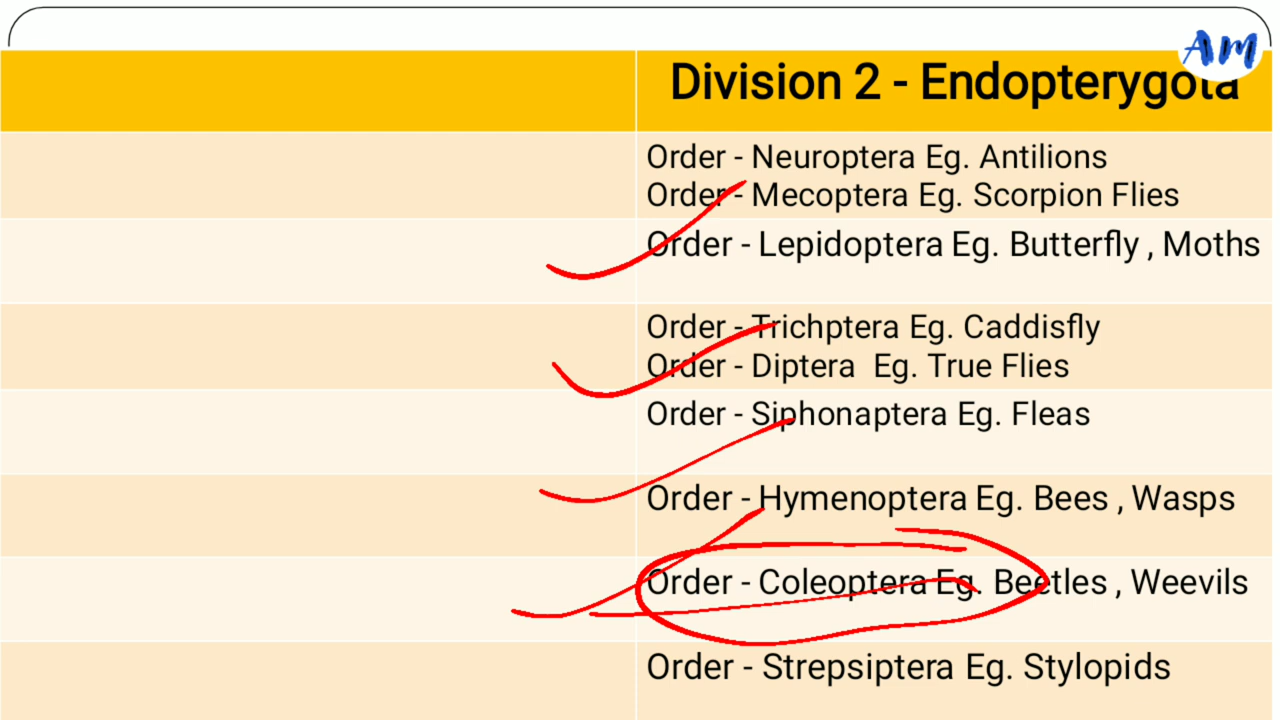 AM
Division 2 - Endopterygota
Order - Neuroptera Eg. Antilions
Order - Mecoptera Eg. Scorpion Flies
Order - Lepidoptera Eg. Butterfly , Moths
Order - Trichptera Eg. Caddisfly
Order - Diptera Eg. True Flies
Order - Siphonaptera Eg. Fleas
Order - Hymenoptera Eg. Bees , Wasps
Order - Coleoptera Eg. Beetles , Weevils
Order - Strepsiptera Eg. Stylopids